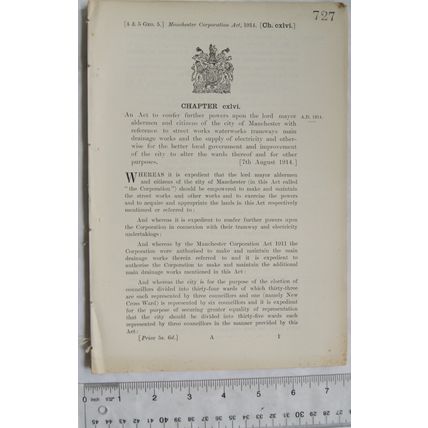 727
[4 & 5 GEO. 5.] Manchester Corporation Act, 1914. [Ch. cxlvi.]
CHAPTER cxlvi.
An Act to confer further powers upon the lord mayor A.D. 1914.
aldermen and citizens of the city of Manchester with
reference to street works waterworks tramways main
drainage works and the supply of electricity and other-
wise for the better local government and improvement
of the city to alter the wards thereof and for other
purposes. [7th August 1914.]
WHEREAS it is expedient that the lord mayor aldermen
and citizens of the city of Manchester (in this Act called
"the Corporation") should be empowered to make and maintain
the street works and other works and to exercise the powers
and to acquire and appropriate the lands in this Act respectively
mentioned or referred to:
And whereas it is expedient to confer further powers upon
the Corporation in connection with their tramway and electricity
undertakings:
And whereas by the Manchester Corporation Act 1911 the
Corporation were authorised to make and maintain the main
drainage works therein referred to and it is expedient to
authorise the Corporation to make and maintain the additional
main drainage works mentioned in this Act:
And whereas the city is for the purpose of the election of
councillors divided into thirty-four wards of which thirty-three
are each represented by three councillors and one (namely New
Cross Ward) is represented by six councillors and it is expedient
for the purpose of securing greater equality of representation
that the city should be divided into thirty-five wards each
represented by three councillors in the manner provided by this
Act:
[Price 5s. 6d.] A 1
0 1 2 3 4 5 6 7